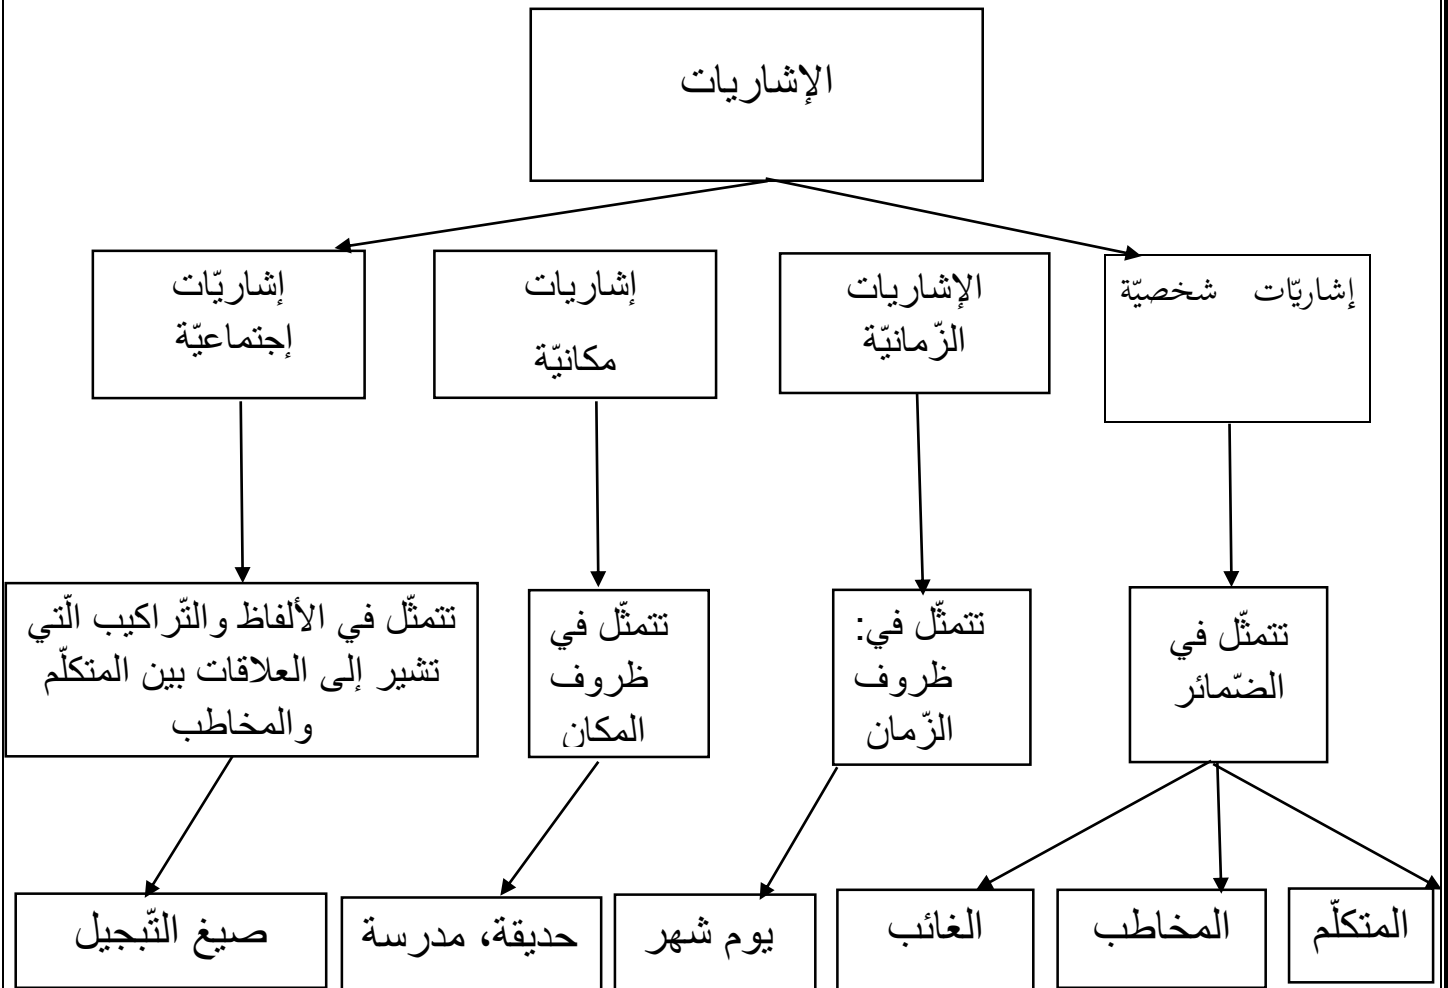 الإشاريات
إشاريّات شخصيّة
الإشاريات
الزّمانيّة
إشاريات
مكانيّة
إشاريّات
إجتماعيّة
تتمثّل في
الضّمائر
تتمثّل في:
ظروف
الزّمان
تتمثّل في
ظروف
المكان
تتمثّل في الألفاظ والتّراكيب الّتي
تشير إلى العلاقات بين المتكلّم
والمخاطب
المتكلّم
المخاطب
الغائب
يوم شهر
حديقة، مدرسة
صيغ التّبجيل